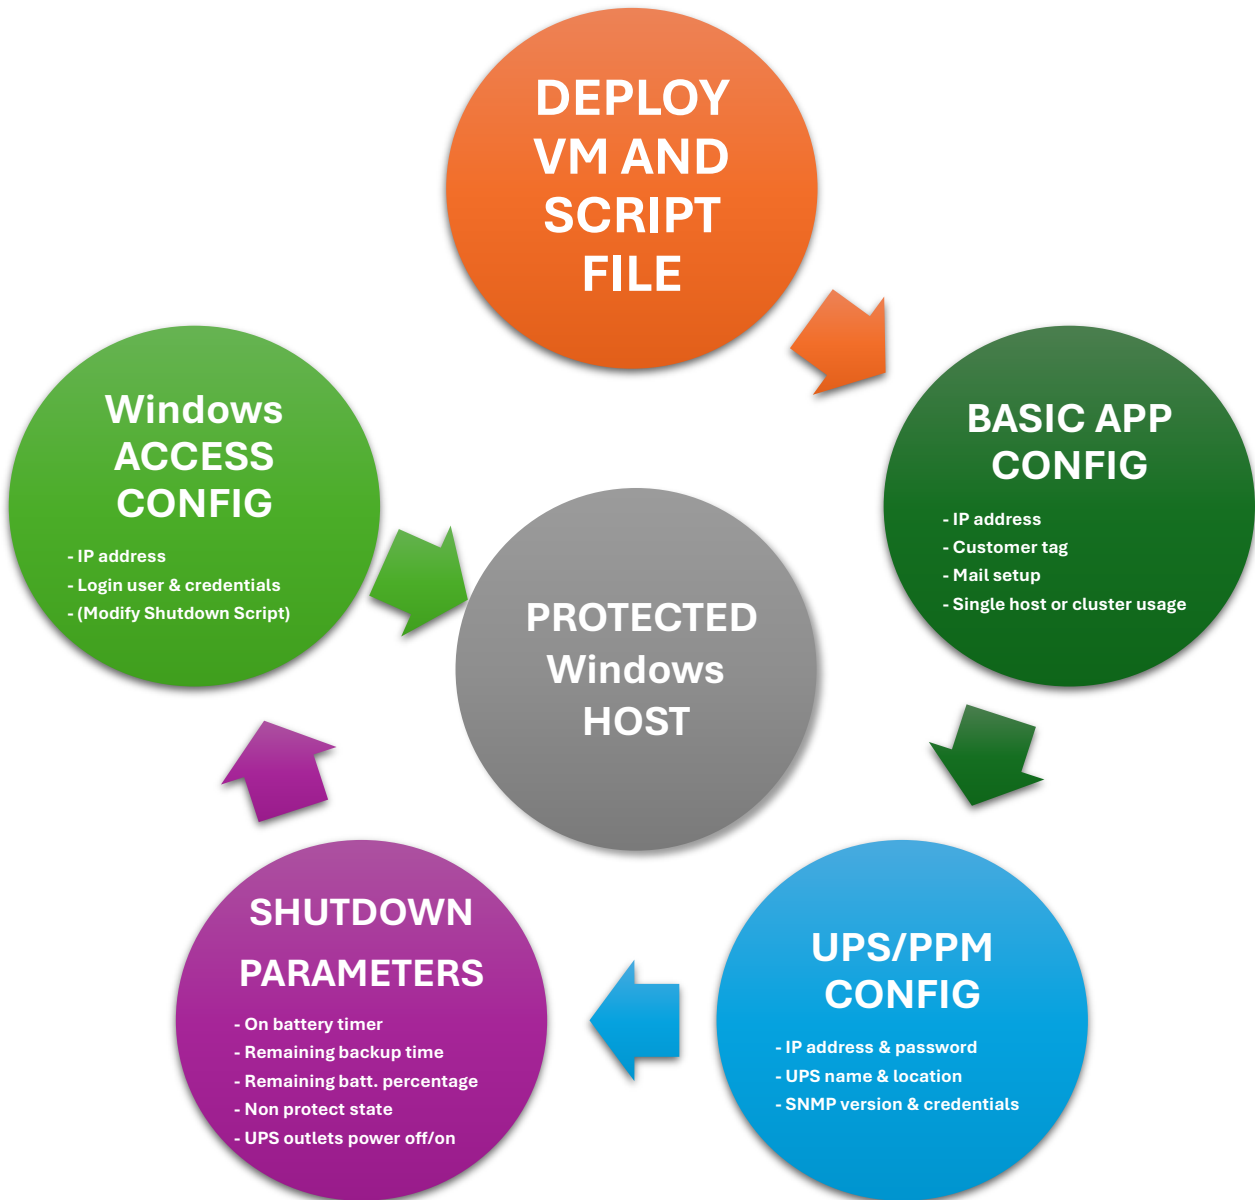 DEPLOY
VM AND
SCRIPT
FILE
BASIC APP
CONFIG
- IP address
- Customer tag
- Mail setup
- Single host or cluster usage
UPS/PPM
CONFIG
- IP address & password
- UPS name & location
- SNMP version & credentials
SHUTDOWN
PARAMETERS
- On battery timer
- Remaining backup time
- Remaining batt. percentage
- Non protect state
- UPS outlets power off/on
Windows
ACCESS
CONFIG
- IP address
- Login user & credentials
- (Modify Shutdown Script)
PROTECTED
Windows
HOST